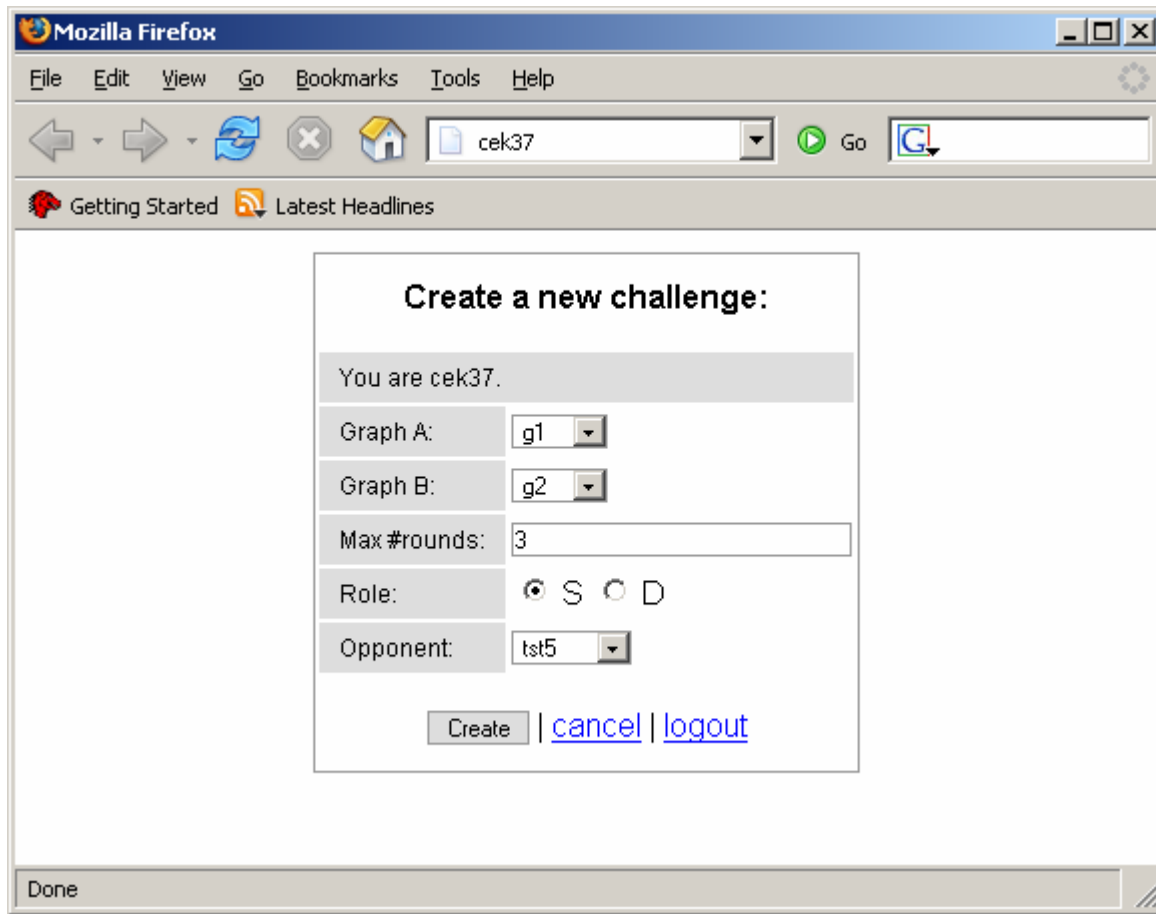 Mozilla Firefox
File Edit View Go Bookmarks Tools Help
cek37 Go G
Getting Started Latest Headlines
Create a new challenge:
You are cek37.
Graph A: g1
Graph B: g2
Max #rounds: 3
Role: S D
Opponent: tst5
Create | cancel | logout
Done